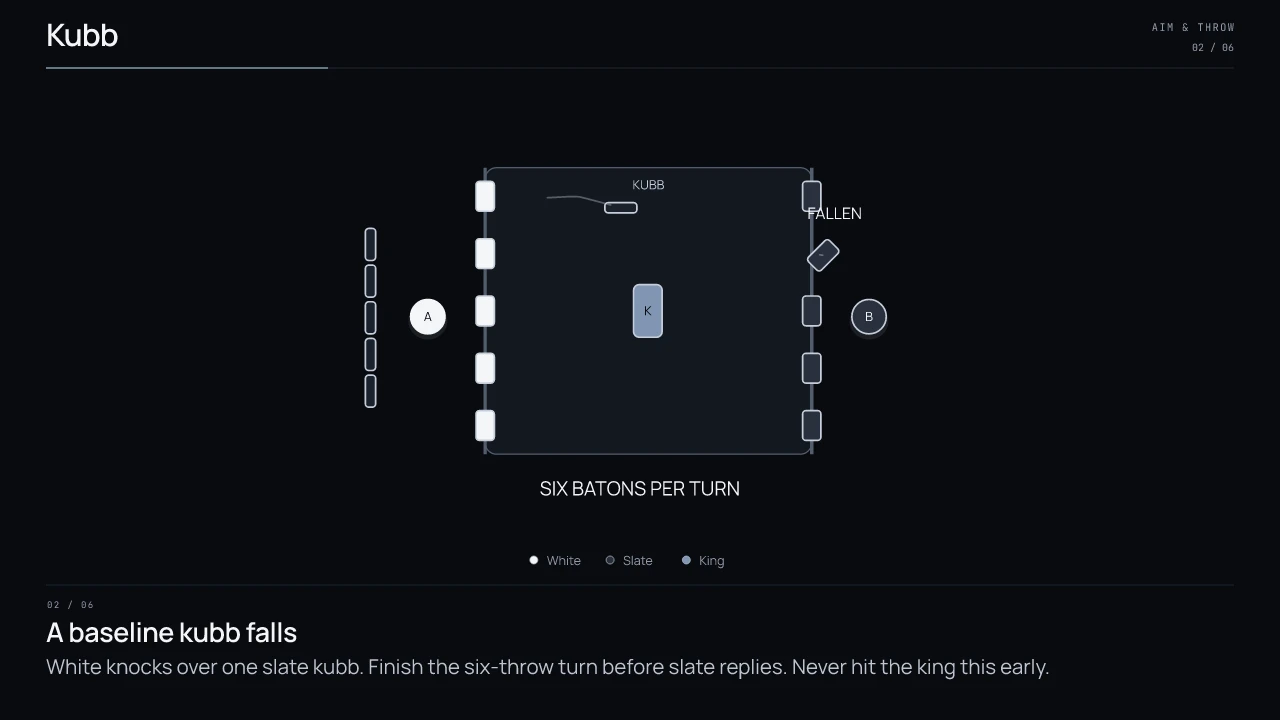 Kubb
AIM & THROW
02 / 06
KUBB
FALLEN
K
A
B
SIX BATONS PER TURN
White
Slate
King
02 / 06
A baseline kubb falls
White knocks over one slate kubb. Finish the six-throw turn before slate replies. Never hit the king this early.